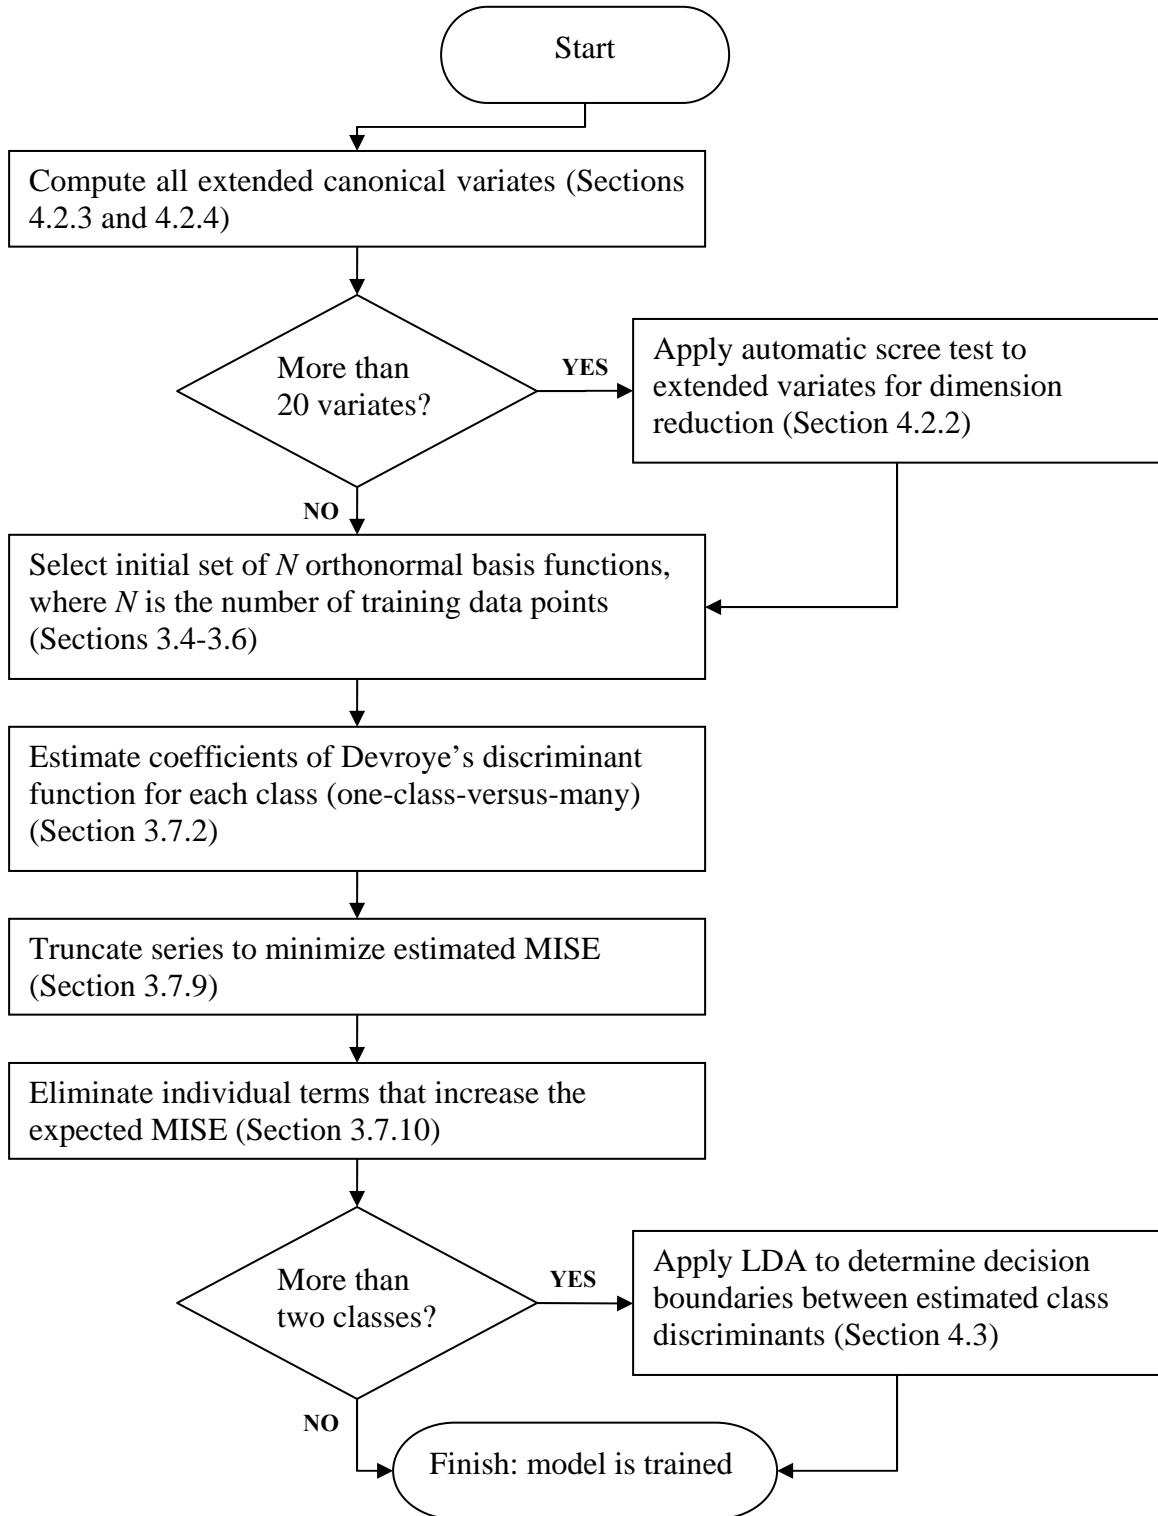 Start
Compute all extended canonical variates (Sections
4.2.3 and 4.2.4)
More than
20 variates?
YES
Apply automatic scree test to
extended variates for dimension
reduction (Section 4.2.2)
NO
Select initial set of N orthonormal basis functions,
where N is the number of training data points
(Sections 3.4-3.6)
Estimate coefficients of Devroye’s discriminant
function for each class (one-class-versus-many)
(Section 3.7.2)
Truncate series to minimize estimated MISE
(Section 3.7.9)
Eliminate individual terms that increase the
expected MISE (Section 3.7.10)
More than
two classes?
YES
Apply LDA to determine decision
boundaries between estimated class
discriminants (Section 4.3)
NO
Finish: model is trained